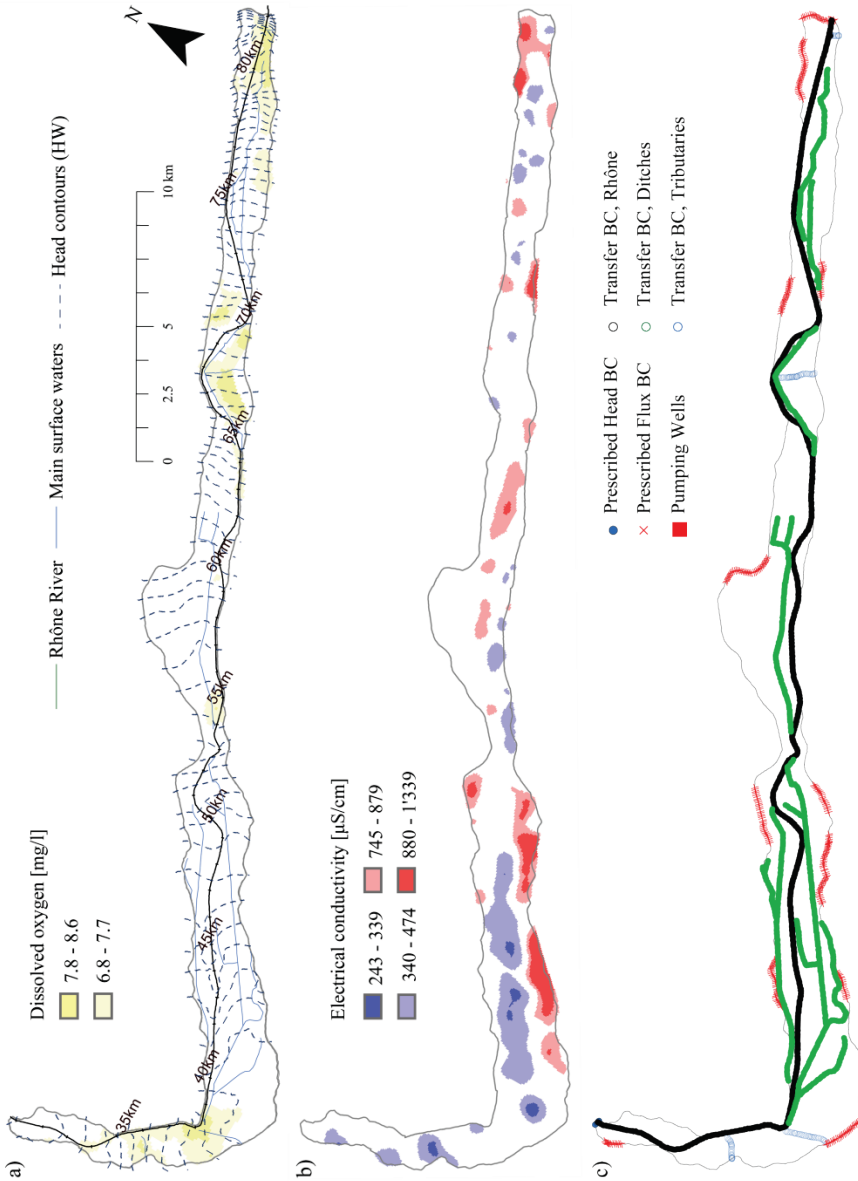 a)
Dissolved oxygen [mg/l]
7.8 - 8.6
6.8 - 7.7
Rhône River
Main surface waters
Head contours (HW)
0
2.5
5
10 km
N
35km
40km
45km
50km
55km
60km
65km
70km
75km
80km
b)
Electrical conductivity [µS/cm]
243 - 339
745 - 879
340 - 474
880 - 1'339
c)
Prescribed Head BC
Transfer BC, Rhône
Prescribed Flux BC
Transfer BC, Ditches
Pumping Wells
Transfer BC, Tributaries